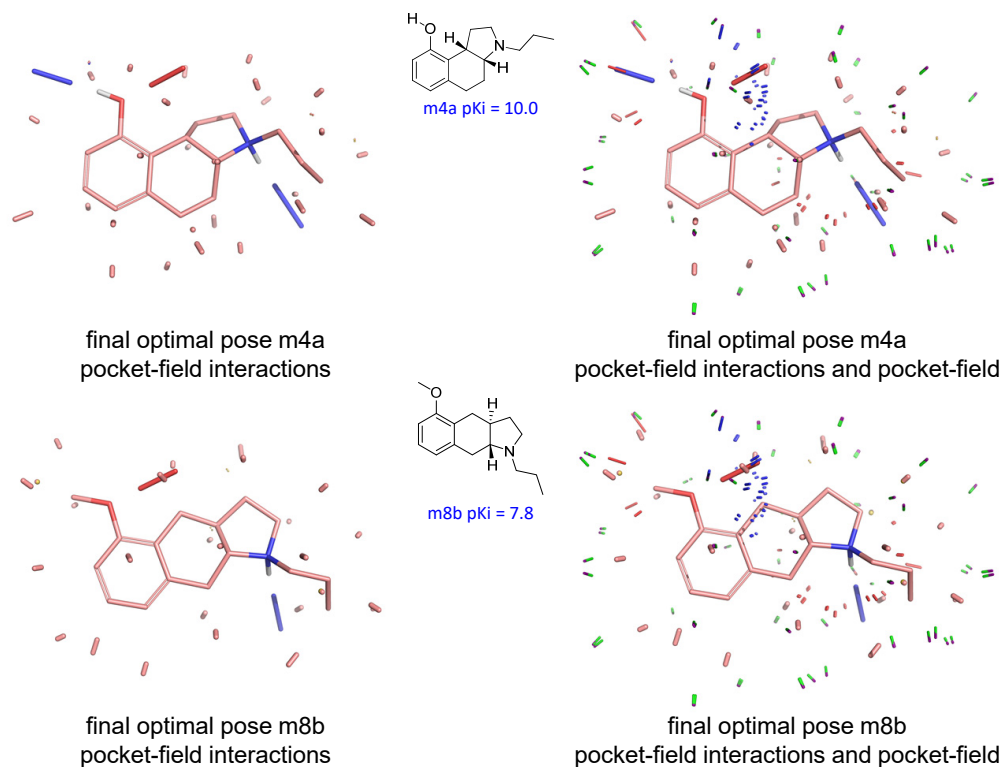 H
O
H
N
H
m4a pKi = 10.0
final optimal pose m4a
pocket-field interactions
final optimal pose m4a
pocket-field interactions and pocket-field
O
H
N
H
m8b pKi = 7.8
final optimal pose m8b
pocket-field interactions
final optimal pose m8b
pocket-field interactions and pocket-field